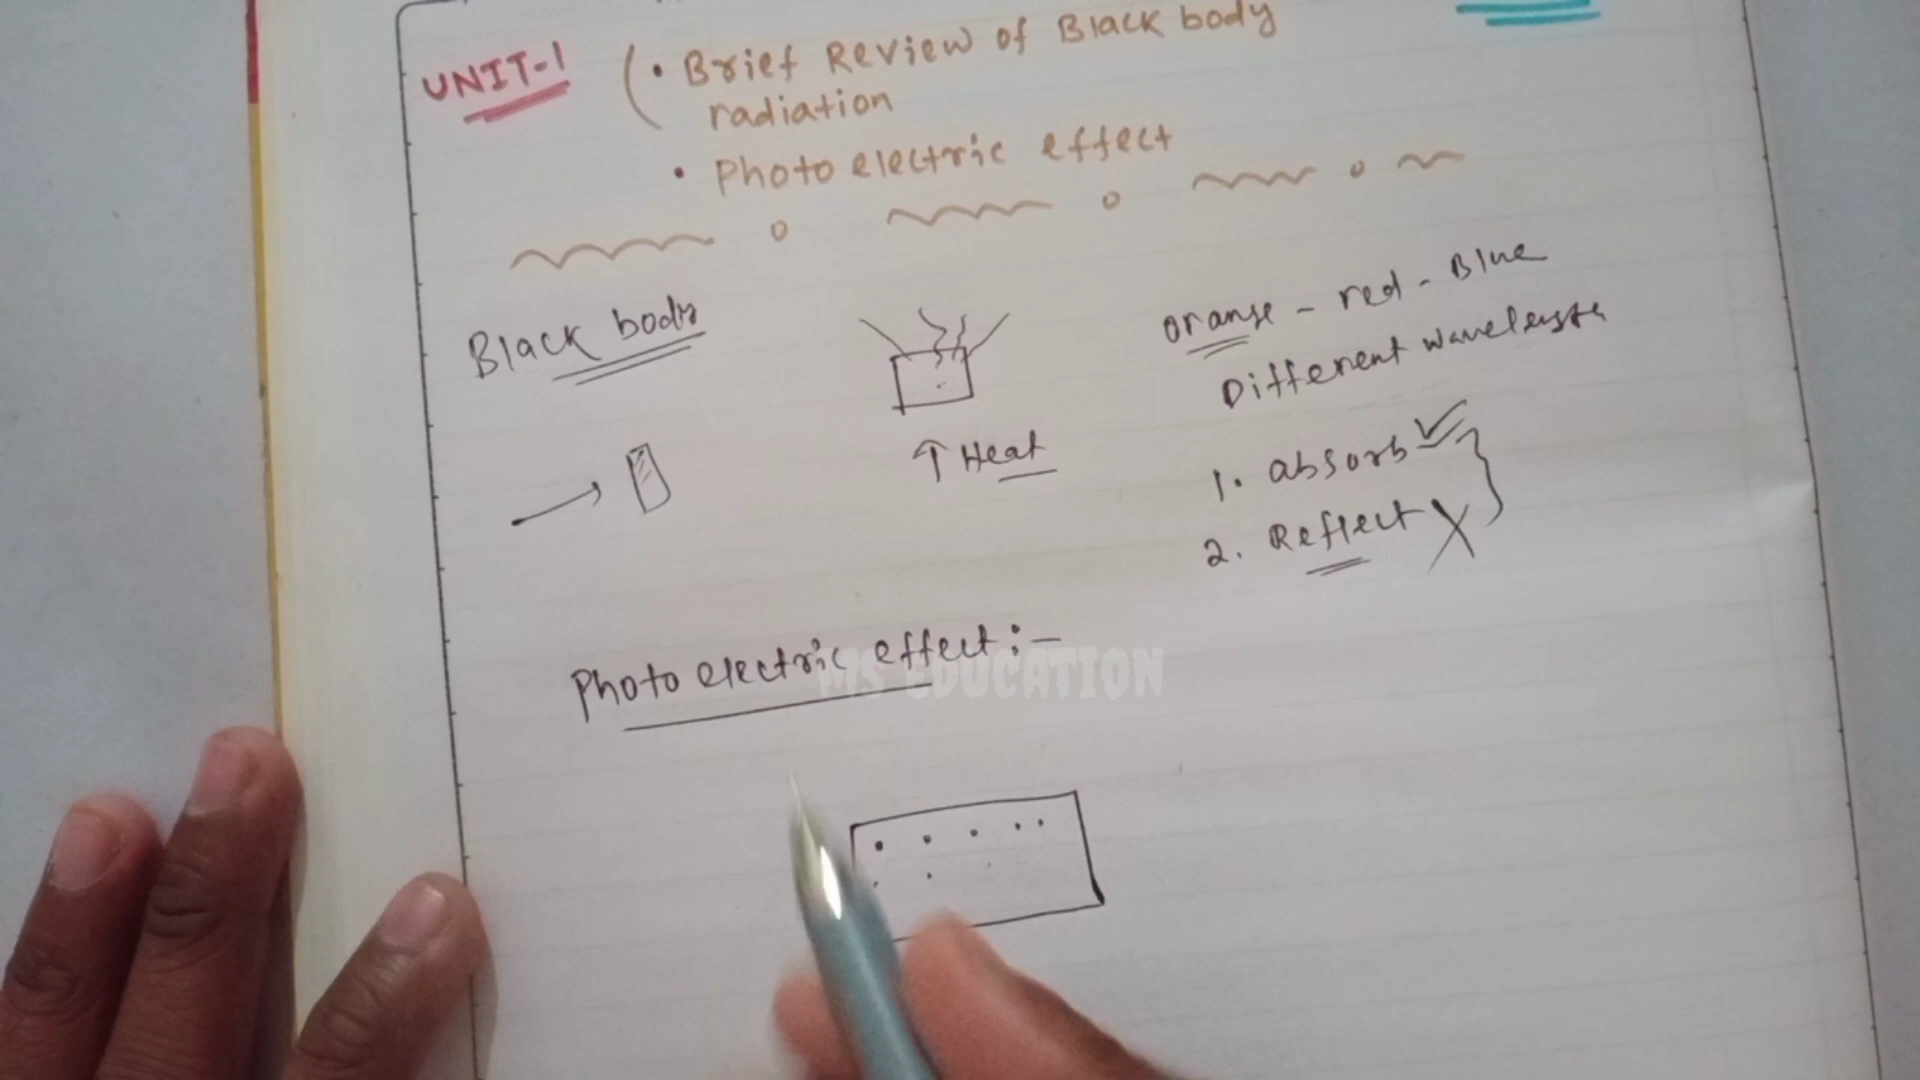 UNIT-1 (• Brief Review of Black body
radiation
• Photo electric effect
Black body
orange - red - Blue
Different wavelength
↑ Heat
1. absorb ✓
2. Reflect X
Photo electric effect:-
MS EDUCATION